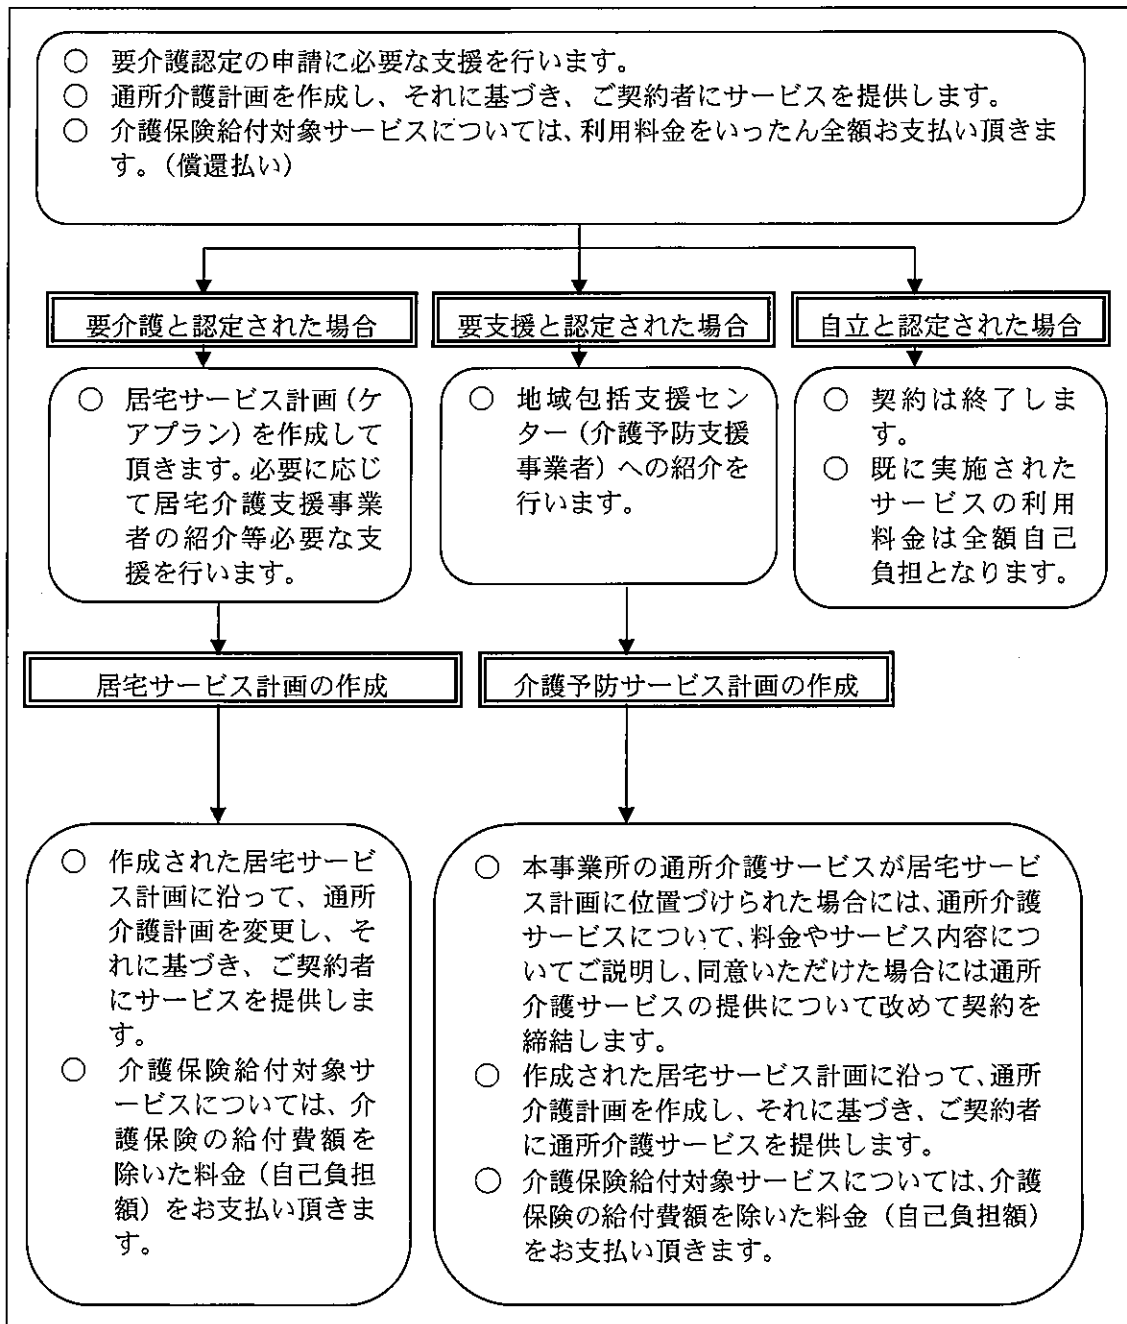 ○ 要介護認定の申請に必要な支援を行います。
○ 通所介護計画を作成し、それに基づき、ご契約者にサービスを提供します。
○ 介護保険給付対象サービスについては、利用料金をいったん全額お支払い頂きま
す。(償還払い)
要介護と認定された場合
要支援と認定された場合
自立と認定された場合
○ 居宅サービス計画(ケ
アプラン)を作成して
頂きます。必要に応じ
て居宅介護支援事業
者の紹介等必要な支
援を行います。
○ 地域包括支援セン
ター(介護予防支援
事業者)への紹介を
行います。
○ 契約は終了しま
す。
○ 既に実施された
サービスの利用
料金は全額自己
負担となります。
居宅サービス計画の作成
介護予防サービス計画の作成
○ 作成された居宅サービ
ス計画に沿って、通所
介護計画を変更し、そ
れに基づき、ご契約者
にサービスを提供しま
す。
○ 介護保険給付対象サ
ービスについては、介
護保険の給付費額を
除いた料金(自己負担
額)をお支払い頂きま
す。
○ 本事業所の通所介護サービスが居宅サービ
ス計画に位置づけられた場合には、通所介護
サービスについて、料金やサービス内容につ
いてご説明し、同意いただけた場合には通所
介護サービスの提供について改めて契約を
締結します。
○ 作成された居宅サービス計画に沿って、通所
介護計画を作成し、それに基づき、ご契約者
に通所介護サービスを提供します。
○ 介護保険給付対象サービスについては、介護
保険の給付費額を除いた料金(自己負担額)
をお支払い頂きます。